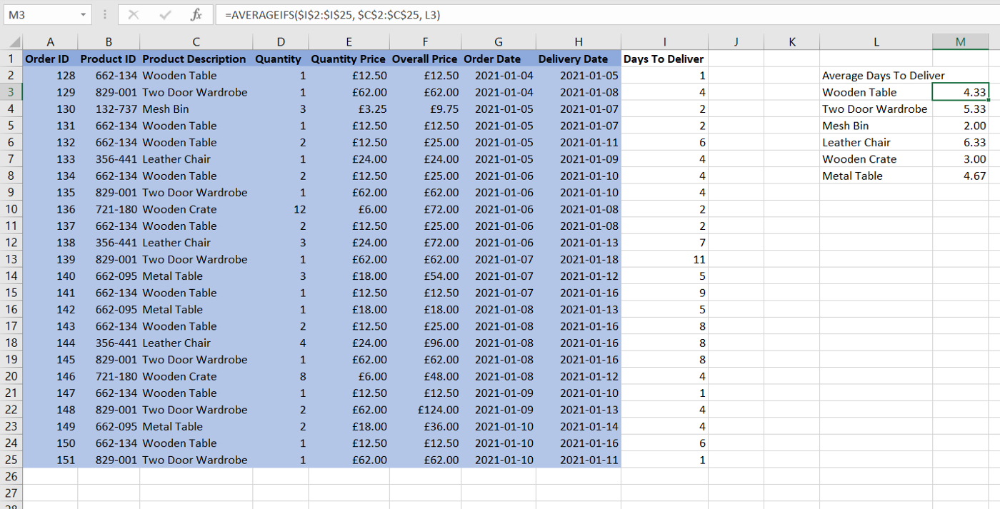 M3 fx =AVERAGEIFS($I$2:$I$25, $C$2:$C$25, L3)
A B C D E F G H I J K L M
1 Order ID Product ID Product Description Quantity Quantity Price Overall Price Order Date Delivery Date Days To Deliver
2 128 662-134 Wooden Table 1 £12.50 £12.50 2021-01-04 2021-01-05 1 Average Days To Deliver
3 129 829-001 Two Door Wardrobe 1 £62.00 £62.00 2021-01-04 2021-01-08 4 Wooden Table 4.33
4 130 132-737 Mesh Bin 3 £3.25 £9.75 2021-01-05 2021-01-07 2 Two Door Wardrobe 5.33
5 131 662-134 Wooden Table 1 £12.50 £12.50 2021-01-05 2021-01-07 2 Mesh Bin 2.00
6 132 662-134 Wooden Table 2 £12.50 £25.00 2021-01-05 2021-01-11 6 Leather Chair 6.33
7 133 356-441 Leather Chair 1 £24.00 £24.00 2021-01-05 2021-01-09 4 Wooden Crate 3.00
8 134 662-134 Wooden Table 2 £12.50 £25.00 2021-01-06 2021-01-10 4 Metal Table 4.67
9 135 829-001 Two Door Wardrobe 1 £62.00 £62.00 2021-01-06 2021-01-10 4
10 136 721-180 Wooden Crate 12 £6.00 £72.00 2021-01-06 2021-01-08 2
11 137 662-134 Wooden Table 2 £12.50 £25.00 2021-01-06 2021-01-08 2
12 138 356-441 Leather Chair 3 £24.00 £72.00 2021-01-06 2021-01-13 7
13 139 829-001 Two Door Wardrobe 1 £62.00 £62.00 2021-01-07 2021-01-18 11
14 140 662-095 Metal Table 3 £18.00 £54.00 2021-01-07 2021-01-12 5
15 141 662-134 Wooden Table 1 £12.50 £12.50 2021-01-07 2021-01-16 9
16 142 662-095 Metal Table 1 £18.00 £18.00 2021-01-08 2021-01-13 5
17 143 662-134 Wooden Table 2 £12.50 £25.00 2021-01-08 2021-01-16 8
18 144 356-441 Leather Chair 4 £24.00 £96.00 2021-01-08 2021-01-16 8
19 145 829-001 Two Door Wardrobe 1 £62.00 £62.00 2021-01-08 2021-01-16 8
20 146 721-180 Wooden Crate 8 £6.00 £48.00 2021-01-08 2021-01-12 4
21 147 662-134 Wooden Table 1 £12.50 £12.50 2021-01-09 2021-01-10 1
22 148 829-001 Two Door Wardrobe 2 £62.00 £124.00 2021-01-09 2021-01-13 4
23 149 662-095 Metal Table 2 £18.00 £36.00 2021-01-10 2021-01-14 4
24 150 662-134 Wooden Table 1 £12.50 £12.50 2021-01-10 2021-01-16 6
25 151 829-001 Two Door Wardrobe 1 £62.00 £62.00 2021-01-10 2021-01-11 1
26
27
28